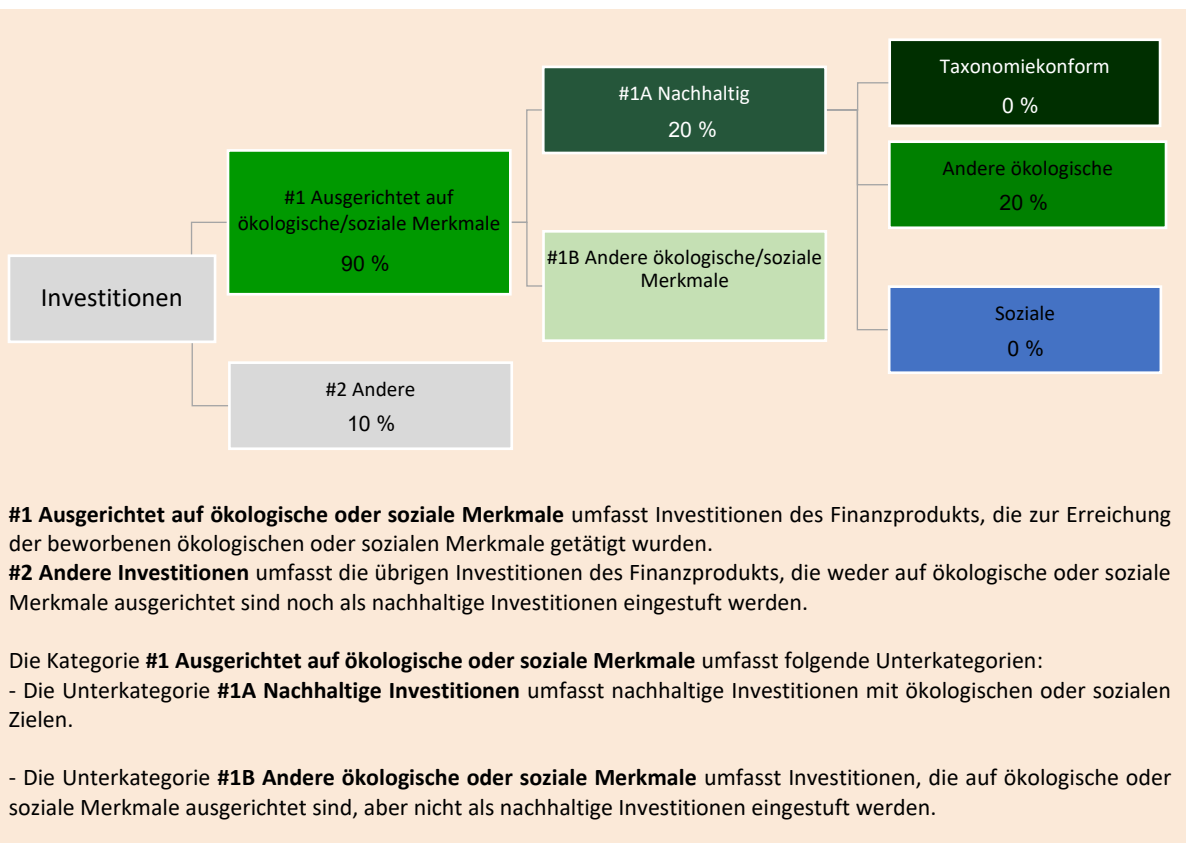 Investitionen
#1 Ausgerichtet auf
ökologische/soziale Merkmale
90 %
#2 Andere
10 %
#1A Nachhaltig
20 %
#1B Andere ökologische/soziale
Merkmale
Taxonomiekonform
0 %
Andere ökologische
20 %
Soziale
0 %
#1 Ausgerichtet auf ökologische oder soziale Merkmale umfasst Investitionen des Finanzprodukts, die zur Erreichung
der beworbenen ökologischen oder sozialen Merkmale getätigt wurden.
#2 Andere Investitionen umfasst die übrigen Investitionen des Finanzprodukts, die weder auf ökologische oder soziale
Merkmale ausgerichtet sind noch als nachhaltige Investitionen eingestuft werden.
Die Kategorie #1 Ausgerichtet auf ökologische oder soziale Merkmale umfasst folgende Unterkategorien:
- Die Unterkategorie #1A Nachhaltige Investitionen umfasst nachhaltige Investitionen mit ökologischen oder sozialen
Zielen.
- Die Unterkategorie #1B Andere ökologische oder soziale Merkmale umfasst Investitionen, die auf ökologische oder
soziale Merkmale ausgerichtet sind, aber nicht als nachhaltige Investitionen eingestuft werden.